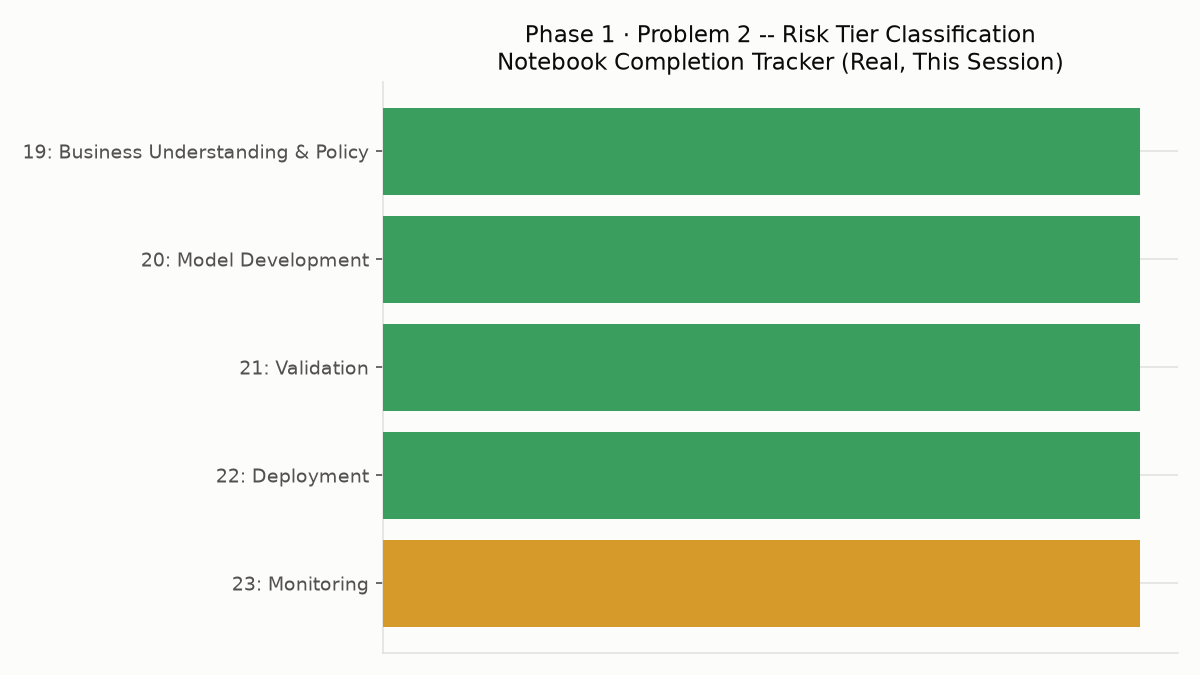 Phase 1 · Problem 2 -- Risk Tier Classification
Notebook Completion Tracker (Real, This Session)
19: Business Understanding & Policy
20: Model Development
21: Validation
22: Deployment
23: Monitoring